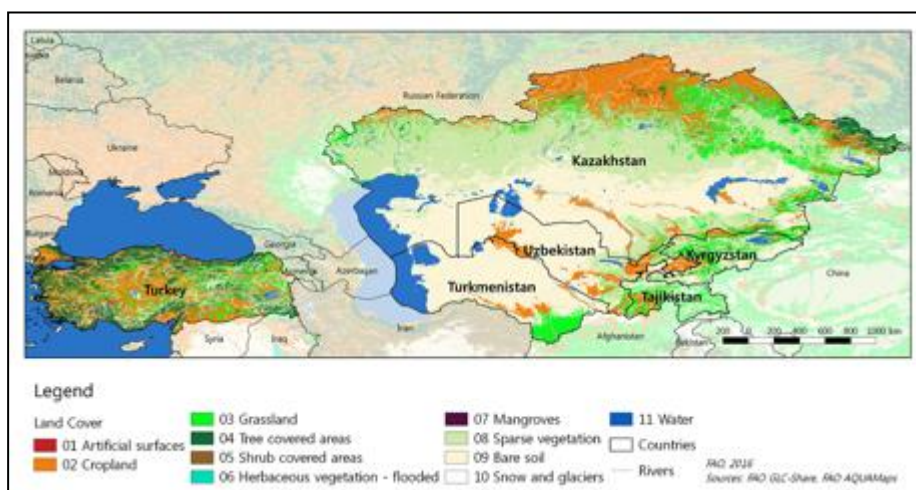 Latvia
Belarus
Russian Federation
Ukraine
Kazakhstan
Moldova
Romania
Bulgaria
Georgia
Uzbekistan
Kyrgyzstan
Armenia
Azerbaijan
China
Turkey
Turkmenistan
Tajikistan
Syria
Iraq
Iran
Afghanistan
Pakistan
200 0 200 400 600 800 1000 km
Legend
Land Cover
01 Artificial surfaces
02 Cropland
03 Grassland
04 Tree covered areas
05 Shrub covered areas
06 Herbaceous vegetation - flooded
07 Mangroves
08 Sparse vegetation
09 Bare soil
10 Snow and glaciers
11 Water
Countries
Rivers
FAO, 2016
Sources: FAO GLC-Share, FAO AQUAMaps